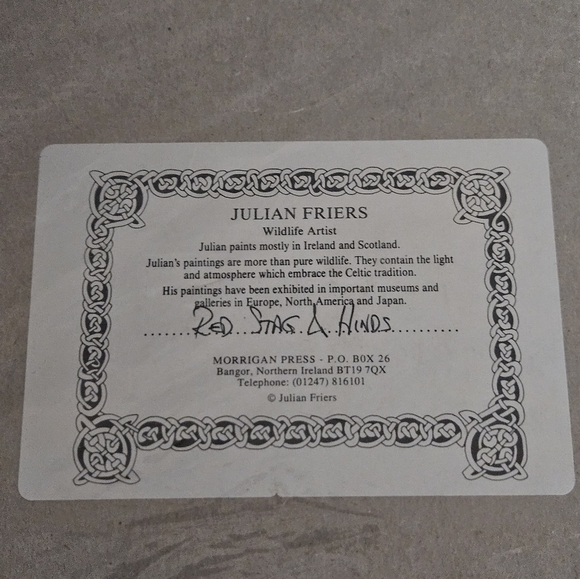 JULIAN FRIERS
Wildlife Artist
Julian paints mostly in Ireland and Scotland.
Julian's paintings are more than pure wildlife. They contain the light
and atmosphere which embrace the Celtic tradition.
His paintings have been exhibited in important museums and
galleries in Europe, North America and Japan.
.......RED..STAG.&.HINDS..........
MORRIGAN PRESS - P.O. BOX 26
Bangor, Northern Ireland BT19 7QX
Telephone: (01247) 816101
© Julian Friers